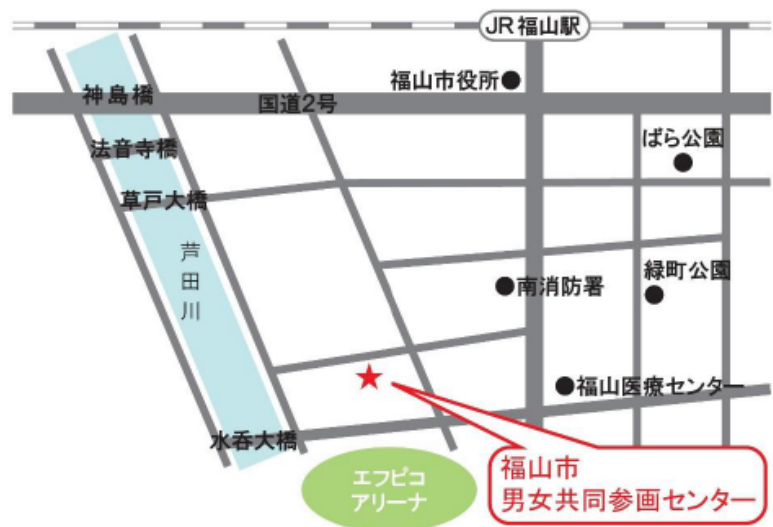 JR福山駅
福山市役所
神島橋
国道2号
法音寺橋
ばら公園
草戸大橋
芦田川
緑町公園
南消防署
福山医療センター
水呑大橋
エフピコ
アリーナ
福山市
男女共同参画センター